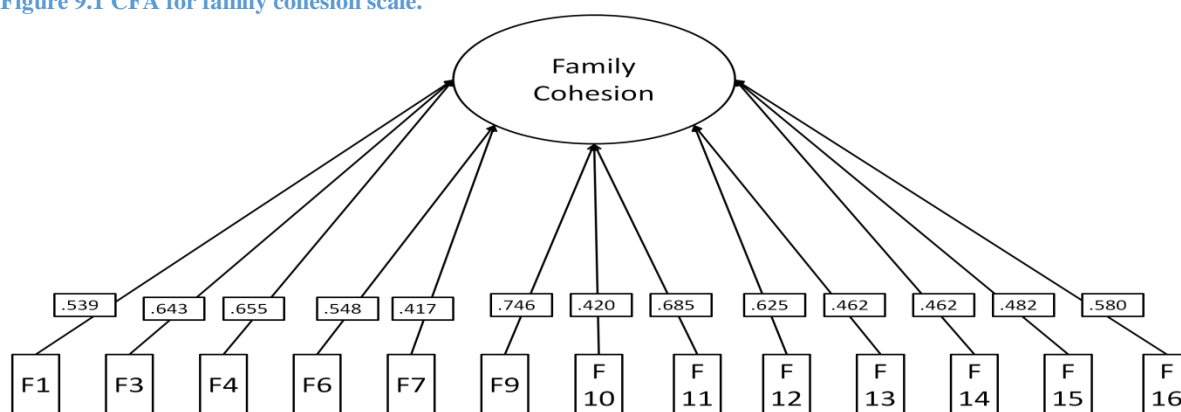 Figure 9.1 CFA for family cohesion scale.
Family
Cohesion
.539 .643 .655 .548 .417 .746 .420 .685 .625 .462 .462 .482 .580
F1 F3 F4 F6 F7 F9 F F F F F F F
10 11 12 13 14 15 16